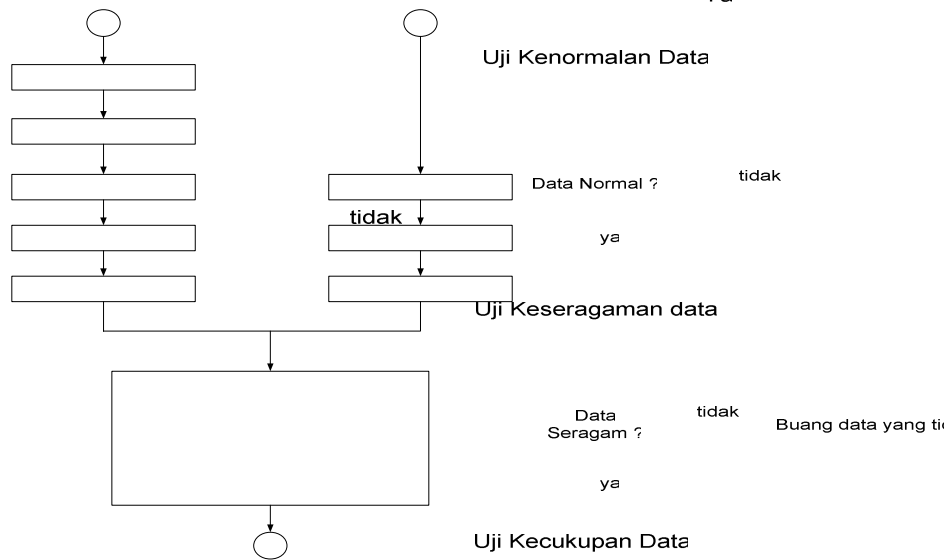 Uji Kenormalan Data
Data Normal ?
tidak
tidak
ya
Uji Keseragaman data
Data
Seragam ?
tidak
Buang data yang
ya
Uji Kecukupan Data